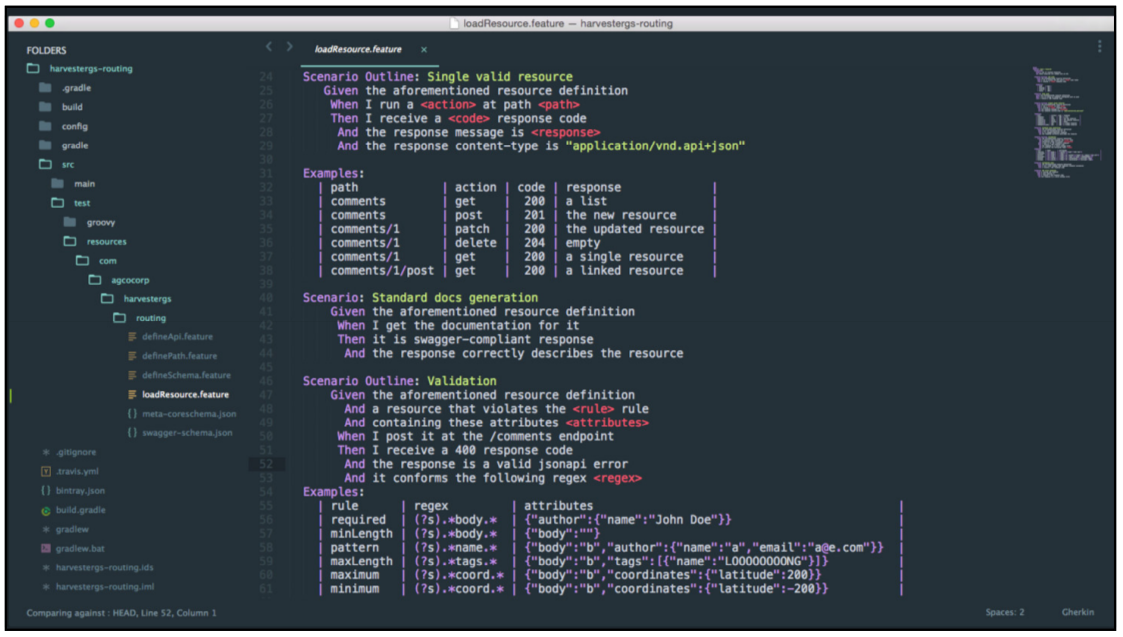 loadResource.feature — harvestergs-routing
FOLDERS
harvestergs-routing
.gradle
build
config
gradle
src
main
test
groovy
resources
com
agcocorp
harvestergs
routing
defineApi.feature
definePath.feature
defineSchema.feature
loadResource.feature
meta-coreschema.json
swagger-schema.json
.gitignore
.travis.yml
bintray.json
build.gradle
gradlew
gradlew.bat
harvestergs-routing.ids
harvestergs-routing.iml
loadResource.feature ×
24 Scenario Outline: Single valid resource
25 Given the aforementioned resource definition
26 When I run a <action> at path <path>
27 Then I receive a <code> response code
28 And the response message is <response>
29 And the response content-type is "application/vnd.api+json"
30
31 Examples:
32 | path | action | code | response |
33 | comments | get | 200 | a list |
34 | comments | post | 201 | the new resource |
35 | comments/1 | patch | 200 | the updated resource |
36 | comments/1 | delete | 204 | empty |
37 | comments/1 | get | 200 | a single resource |
38 | comments/1/post | get | 200 | a linked resource |
39
40 Scenario: Standard docs generation
41 Given the aforementioned resource definition
42 When I get the documentation for it
43 Then it is swagger-compliant response
44 And the response correctly describes the resource
45
46 Scenario Outline: Validation
47 Given the aforementioned resource definition
48 And a resource that violates the <rule> rule
49 And containing these attributes <attributes>
50 When I post it at the /comments endpoint
51 Then I receive a 400 response code
52 And the response is a valid jsonapi error
53 And it conforms the following regex <regex>
54 Examples:
55 | rule | regex | attributes |
56 | required | (?s).*body.* | {"author":{"name":"John Doe"}} |
57 | minLength | (?s).*body.* | {"body":""} |
58 | pattern | (?s).*name.* | {"body":"b","author":{"name":"a","email":"a@e.com"}} |
59 | maxLength | (?s).*tags.* | {"body":"b","tags":[{"name":"LOOOOOOOONG"}]} |
60 | maximum | (?s).*coord.* | {"body":"b","coordinates":{"latitude":200}} |
61 | minimum | (?s).*coord.* | {"body":"b","coordinates":{"latitude":-200}} |
Comparing against : HEAD, Line 52, Column 1
Spaces: 2
Gherkin